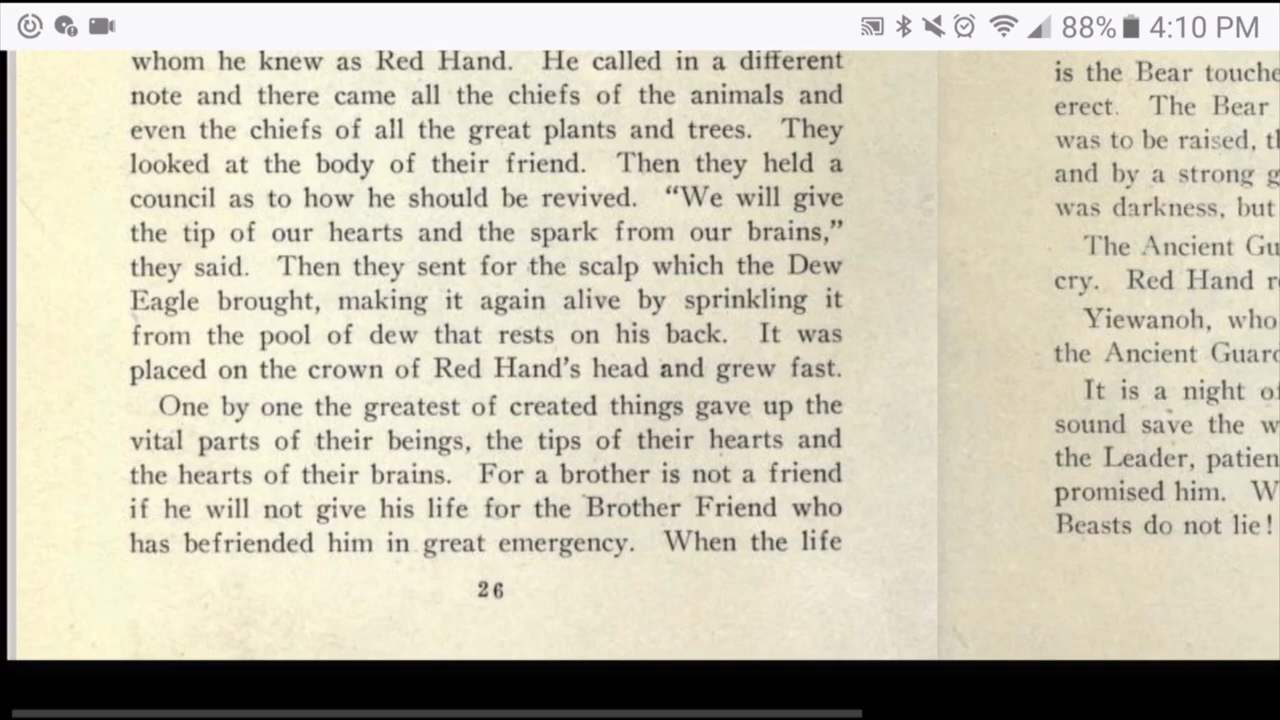 88% 4:10 PM
whom he knew as Red Hand. He called in a different
note and there came all the chiefs of the animals and
even the chiefs of all the great plants and trees. They
looked at the body of their friend. Then they held a
council as to how he should be revived. “We will give
the tip of our hearts and the spark from our brains,”
they said. Then they sent for the scalp which the Dew
Eagle brought, making it again alive by sprinkling it
from the pool of dew that rests on his back. It was
placed on the crown of Red Hand’s head and grew fast.
One by one the greatest of created things gave up the
vital parts of their beings, the tips of their hearts and
the hearts of their brains. For a brother is not a friend
if he will not give his life for the Brother Friend who
has befriended him in great emergency. When the life
26
is the Bear touche
erect. The Bear
was to be raised, th
and by a strong g
was darkness, but
The Ancient Gu
cry. Red Hand r
Yiewanoh, who
the Ancient Guar
It is a night o
sound save the w
the Leader, patien
promised him. W
Beasts do not lie!